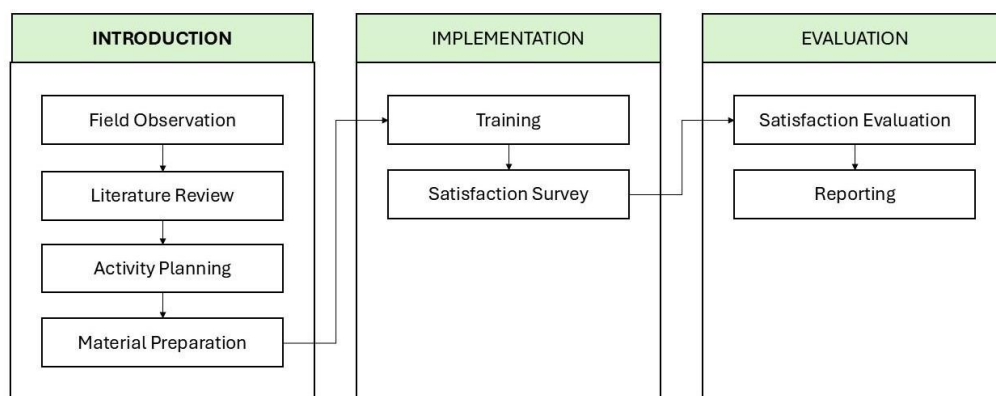 INTRODUCTION
Field Observation
Literature Review
Activity Planning
Material Preparation
IMPLEMENTATION
Training
Satisfaction Survey
EVALUATION
Satisfaction Evaluation
Reporting